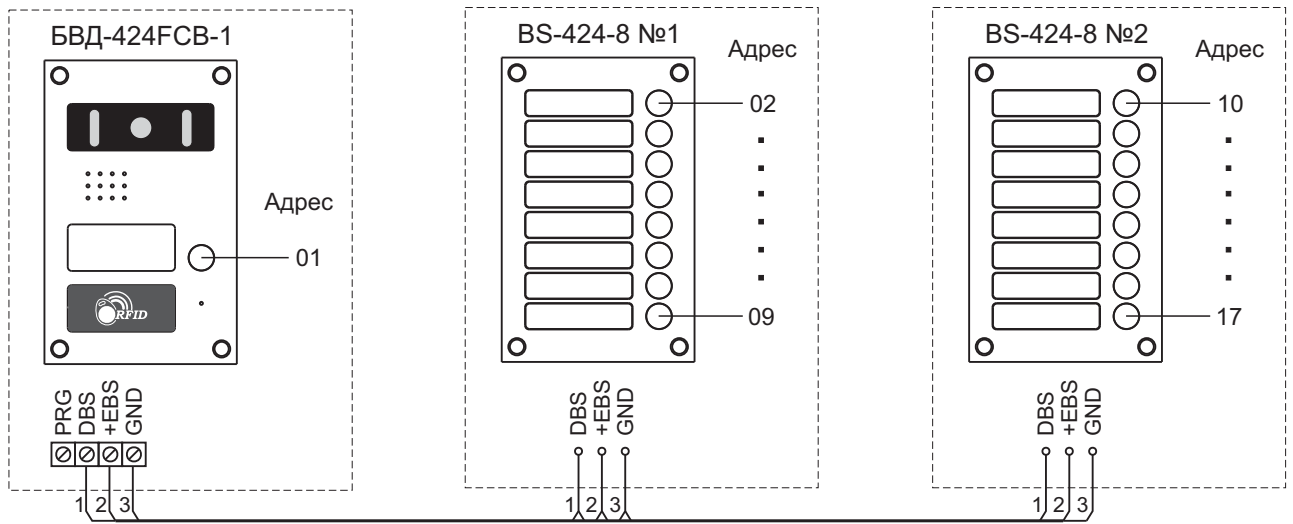 БВД-424FCB-1
Адрес
01
RFID
PRG
DBS
+EBS
GND
1 2 3
BS-424-8 №1
Адрес
02
09
DBS
+EBS
GND
1 2 3
BS-424-8 №2
Адрес
10
17
DBS
+EBS
GND
1 2 3